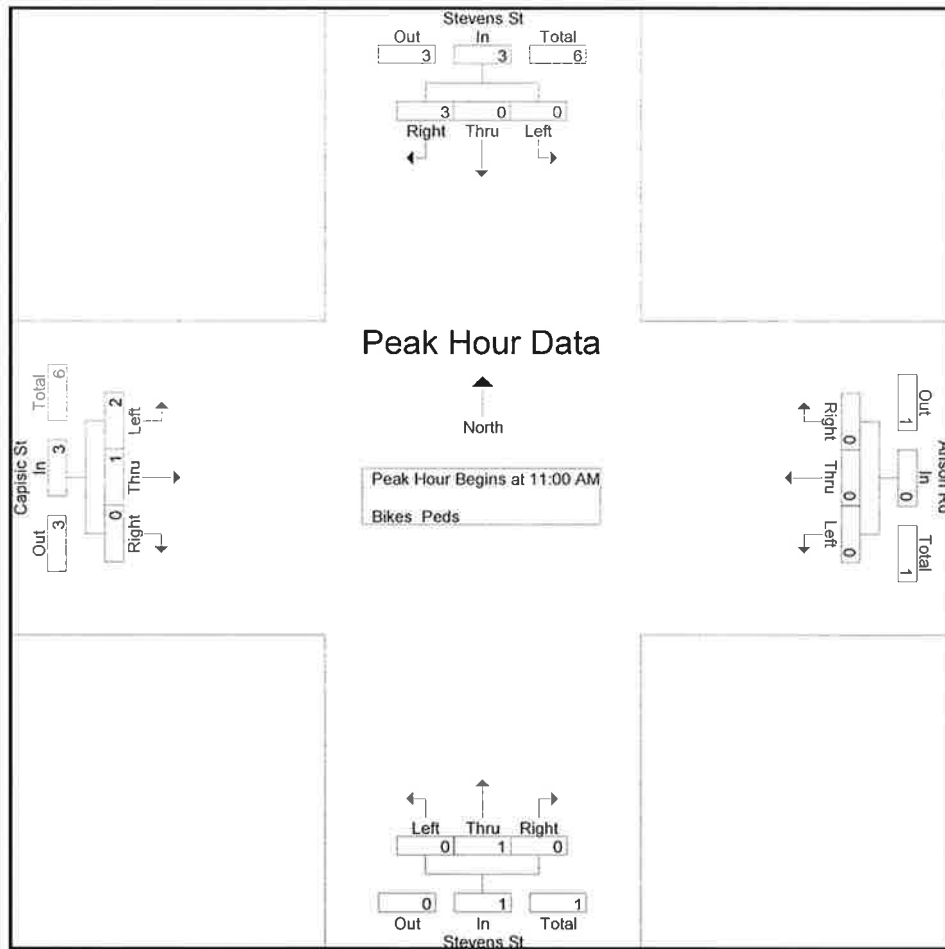 Stevens St
Out In Total
3 3 6
3 0 0
Right Thru Left
Peak Hour Data
North
Peak Hour Begins at 11:00 AM
Bikes Peds
Capisic St
Total In Out
6 3 3
2 1 0
Left Thru Right
Right Thru Left
0 0 0
Out In Total
1 0 1
Left Thru Right
0 1 0
0 1 1
Out In Total
Stevens St